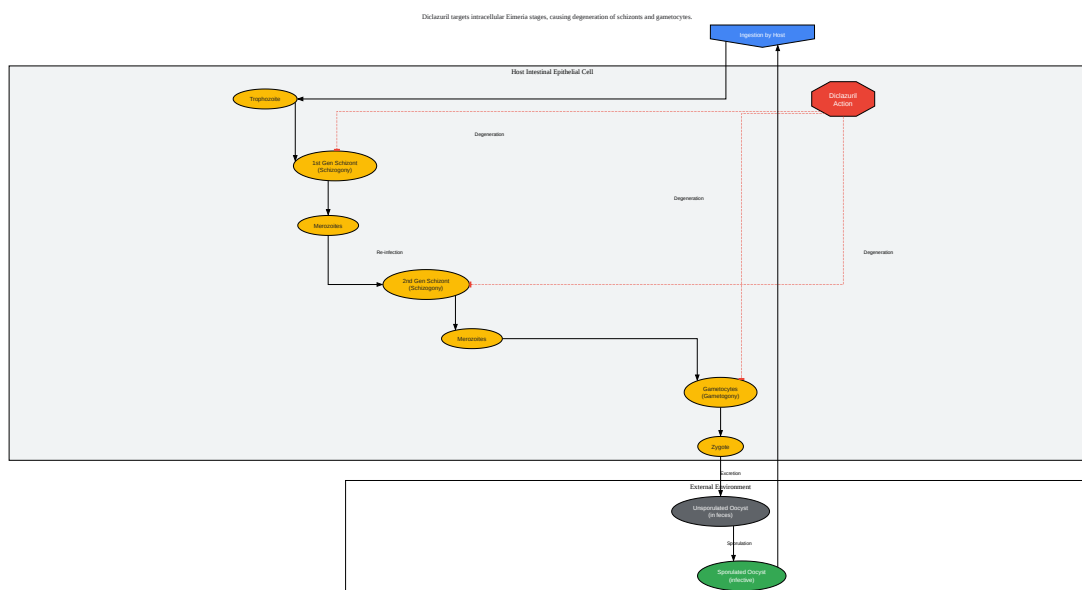 Diclazuril targets intracellular Eimeria stages, causing degeneration of schizonts and gametocytes.
Ingestion by Host
Host Intestinal Epithelial Cell
Trophozoite
Diclazuril
Action
Degeneration
1st Gen Schizont
(Schizogony)
Degeneration
Merozoites
Re-infection
Degeneration
2nd Gen Schizont
(Schizogony)
Merozoites
Gametocytes
(Gametogony)
Zygote
Excretion
External Environment
Unsporulated Oocyst
(in feces)
Sporulation
Sporulated Oocyst
(infective)